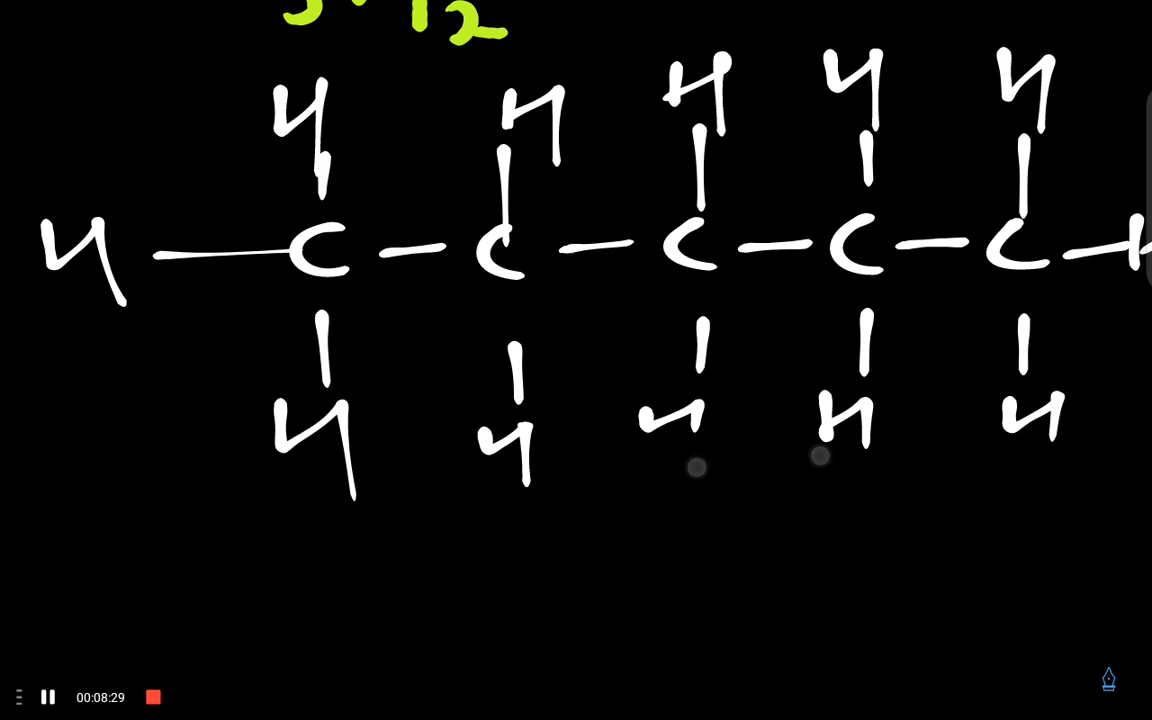 H H H H H
H — C — C — C — C — C — H
H H H H H
00:08:29